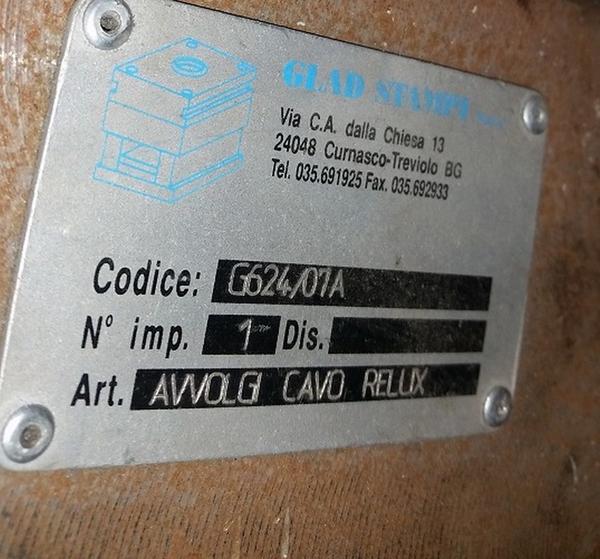 GLAD STAMPI
Via C.A. dalla Chiesa 13
24048 Curnasco-Treviolo BG
Tel. 035.691925 Fax. 035.692933
Codice: G624/07A
N° imp. 1 Dis.
Art. AVVOLGI CAVO RELUX